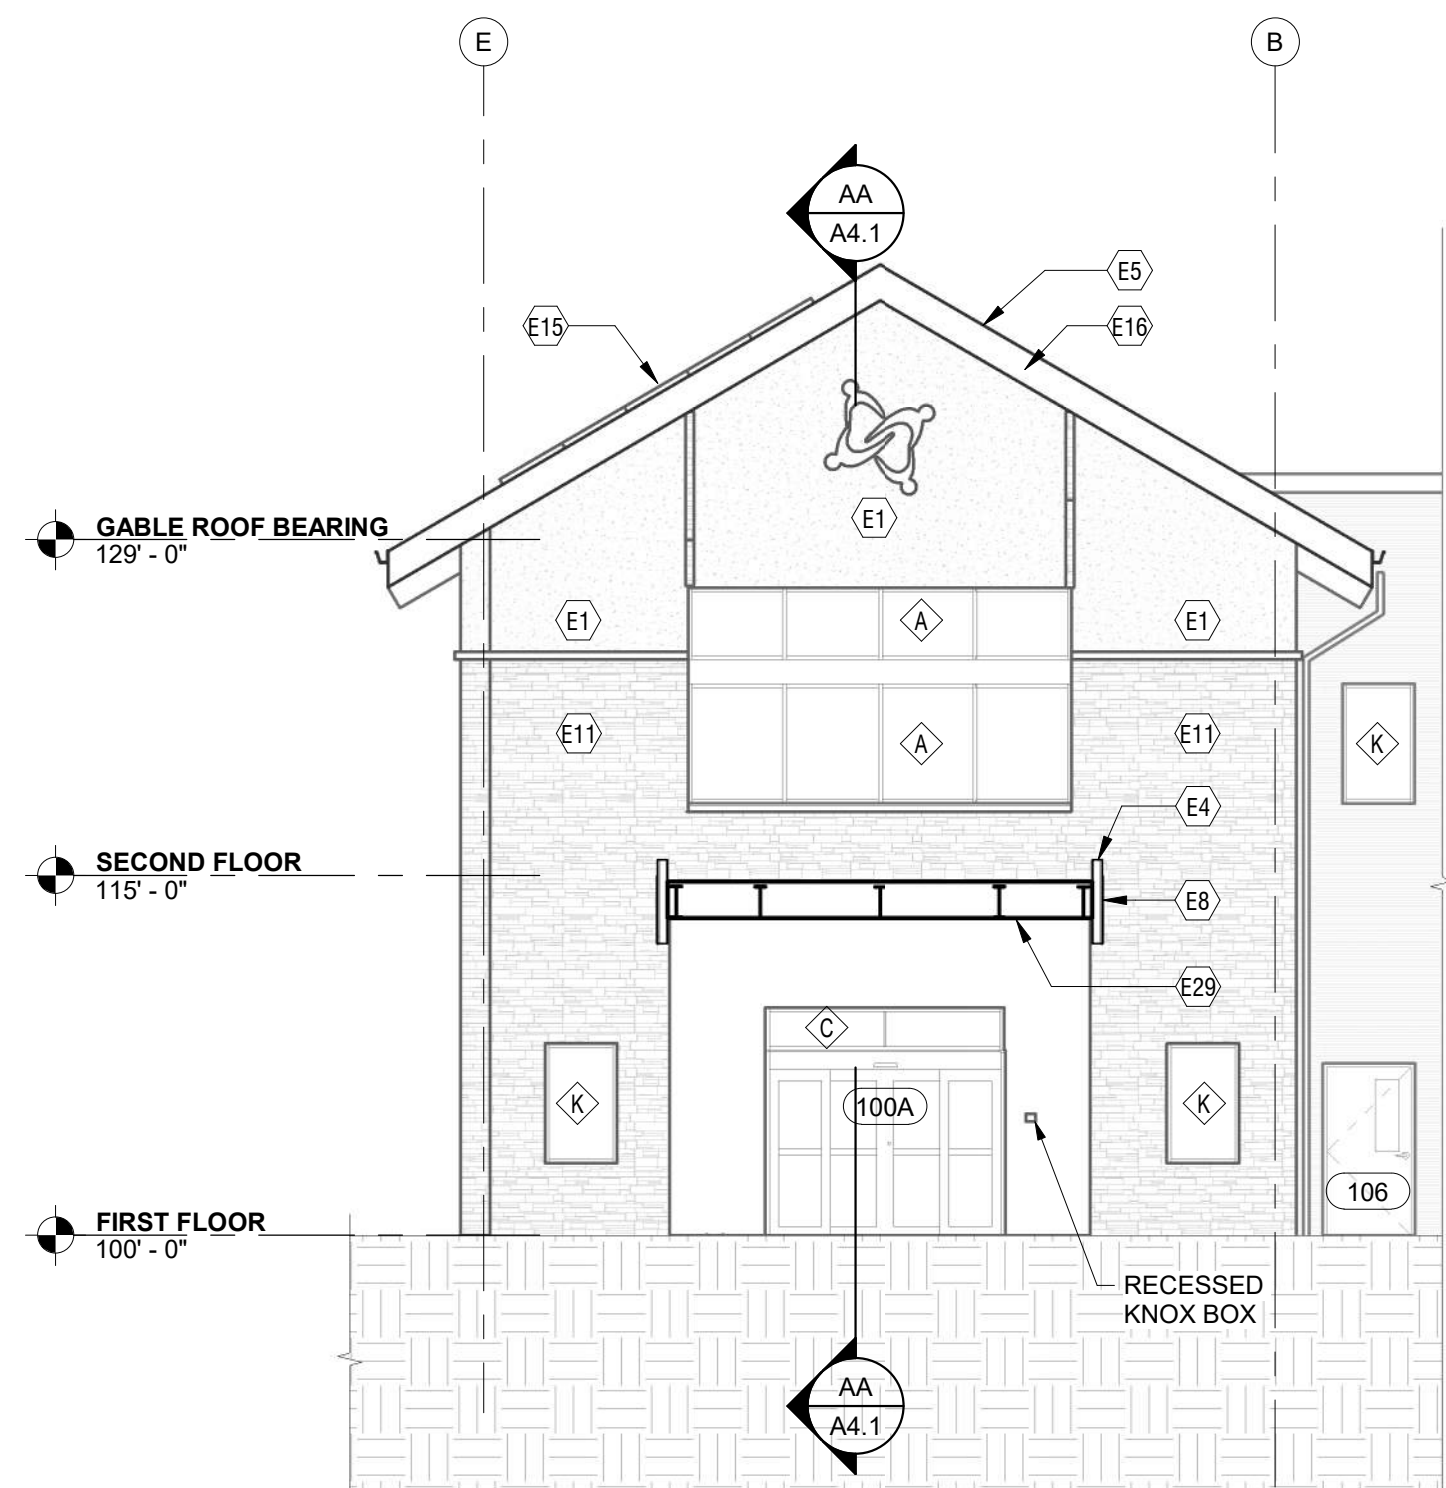 E
B
AA
A4.1
E5
E15
E16
E1
GABLE ROOF BEARING
129' - 0"
E1
A
E1
E11
A
E11
K
E4
SECOND FLOOR
115' - 0"
E8
E29
C
K
100A
K
106
FIRST FLOOR
100' - 0"
RECESSED
KNOX BOX
AA
A4.1